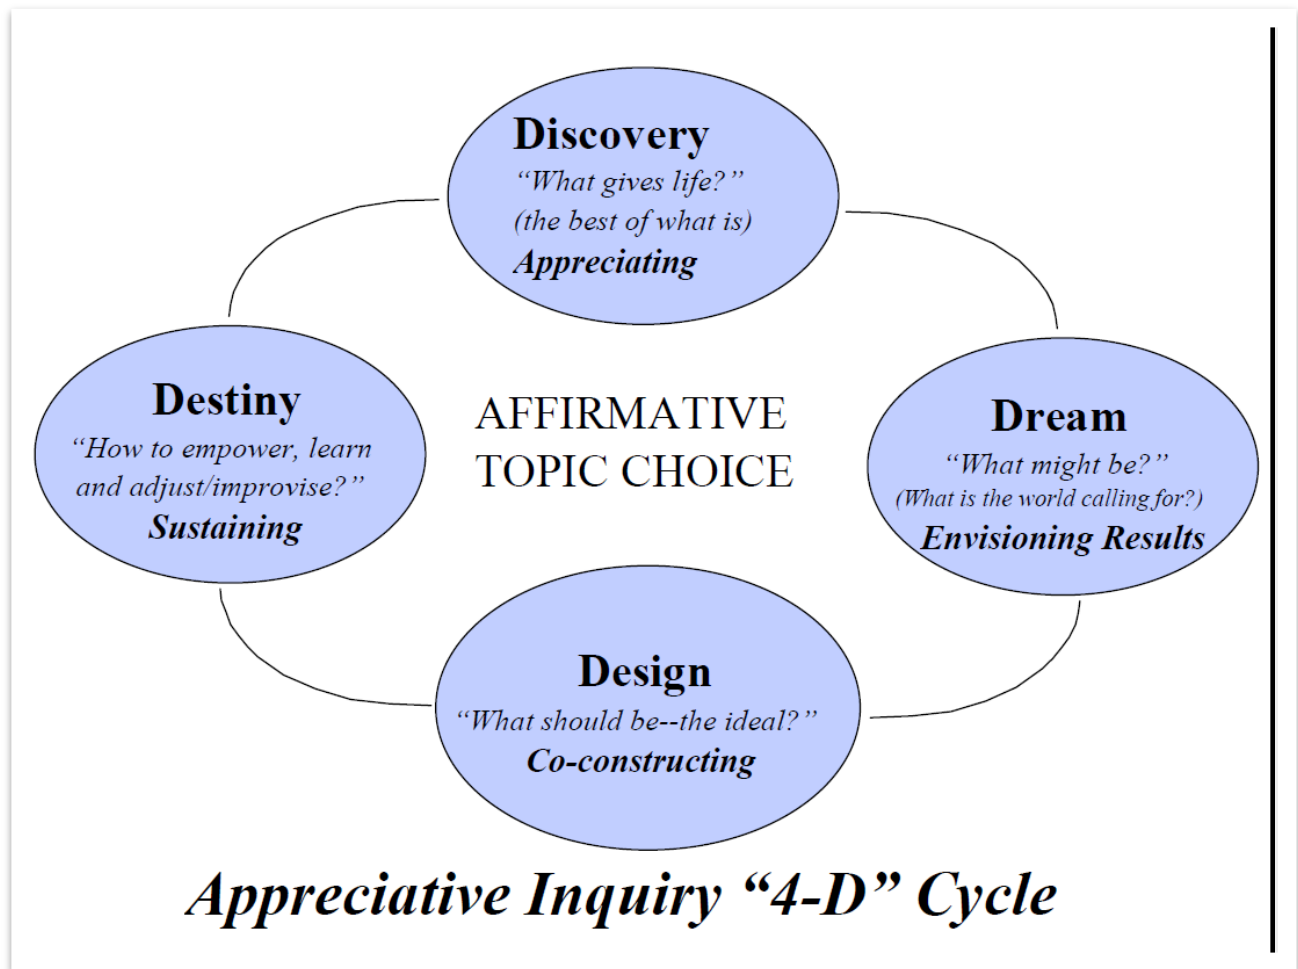 Discovery
“What gives life?”
(the best of what is)
Appreciating
Destiny
“How to empower, learn
and adjust/improvise?”
Sustaining
AFFIRMATIVE
TOPIC CHOICE
Dream
“What might be?”
(What is the world calling for?)
Envisioning Results
Design
“What should be--the ideal?”
Co-constructing
Appreciative Inquiry “4-D” Cycle